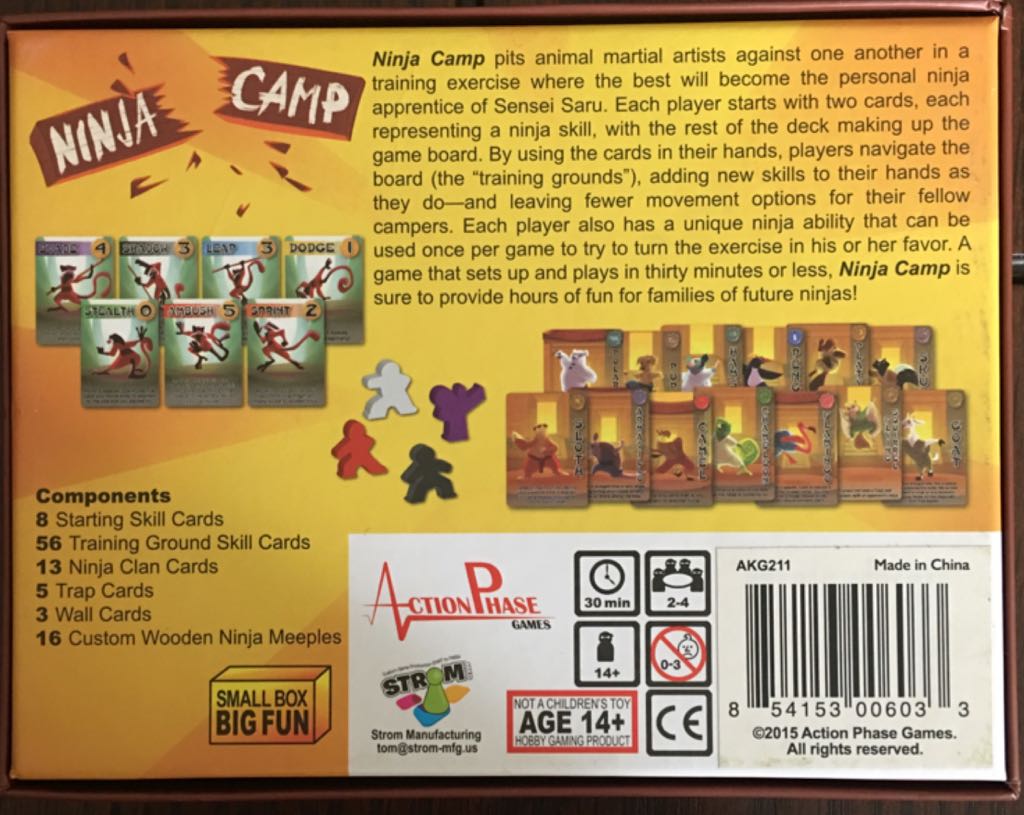 NINJA CAMP
Ninja Camp pits animal martial artists against one another in a
training exercise where the best will become the personal ninja
apprentice of Sensei Saru. Each player starts with two cards, each
representing a ninja skill, with the rest of the deck making up the
game board. By using the cards in their hands, players navigate the
board (the “training grounds”), adding new skills to their hands as
they do—and leaving fewer movement options for their fellow
campers. Each player also has a unique ninja ability that can be
used once per game to try to turn the exercise in his or her favor. A
game that sets up and plays in thirty minutes or less, Ninja Camp is
sure to provide hours of fun for families of future ninjas!
4
3
LEAP 3
DODGE 1
STEALTH 0
AMBUSH 5
SPRINT 2
SLOTH
CAMEL
CHAMELEON
FLAMINGO
GOAT
Components
8 Starting Skill Cards
56 Training Ground Skill Cards
13 Ninja Clan Cards
5 Trap Cards
3 Wall Cards
16 Custom Wooden Ninja Meeples
SMALL BOX
BIG FUN
ACTION PHASE
GAMES
STROM
Strom Manufacturing
tom@strom-mfg.us
30 min
2-4
14+
0-3
NOT A CHILDREN'S TOY
AGE 14+
HOBBY GAMING PRODUCT
CE
AKG211 Made in China
8 54153 00603 3
©2015 Action Phase Games.
All rights reserved.